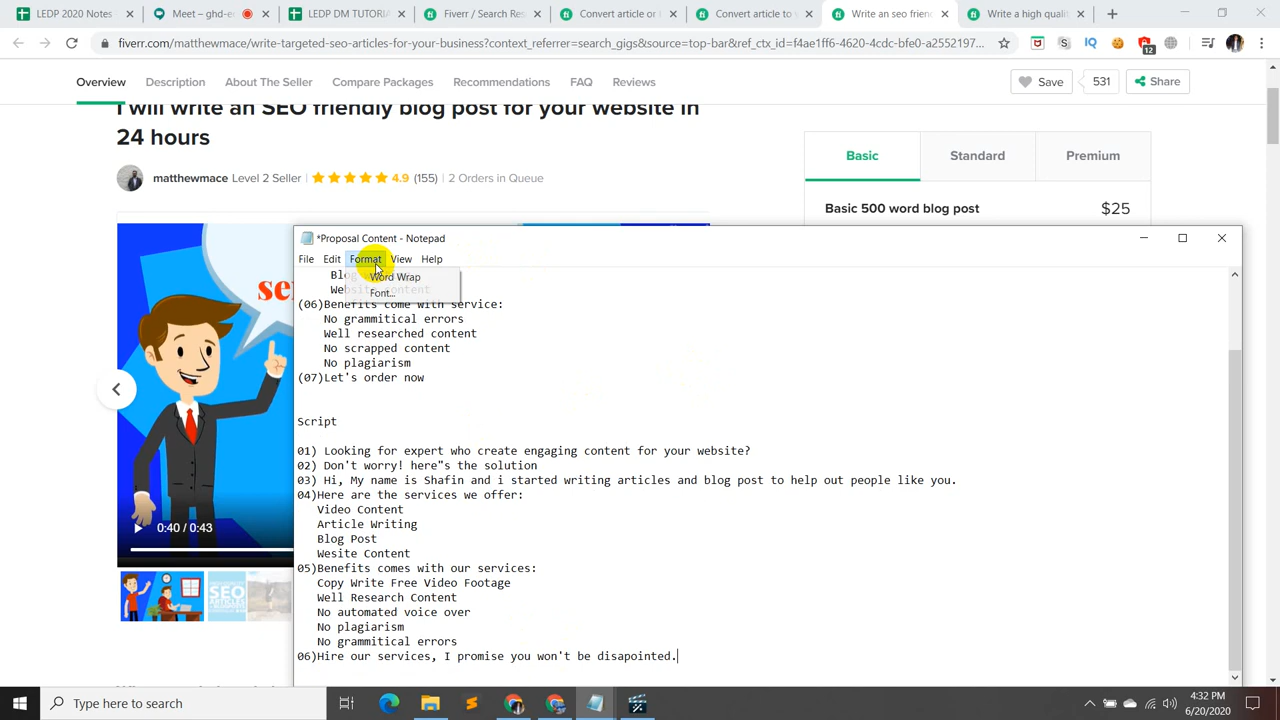 LEDP 2020 Notes
Meet – ghd-er
LEDP DM TUTORIA
Fiverr / Search Res
Convert article or
Convert article to
Write an seo frien
Write a high quali
fiverr.com/matthewmace/write-targeted-seo-articles-for-your-business?context_referrer=search_gigs&source=top-bar&ref_ctx_id=f4ae1ff6-4620-4cdc-bfe0-a2552197...
12
Overview Description About The Seller Compare Packages Recommendations FAQ Reviews Save 531 Share
I will write an SEO friendly blog post for your website in
24 hours
matthewmace Level 2 Seller 4.9 (155) 2 Orders in Queue
Basic Standard Premium
Basic 500 word blog post $25
*Proposal Content - Notepad
File Edit Format View Help
Word Wrap
Font...
(06)Benefits come with service:
No grammitical errors
Well researched content
No scrapped content
No plagiarism
(07)Let's order now
Script
01) Looking for expert who create engaging content for your website?
02) Don't worry! here"s the solution
03) Hi, My name is Shafin and i started writing articles and blog post to help out people like you.
04)Here are the services we offer:
Video Content
Article Writing
Blog Post
Wesite Content
05)Benefits comes with our services:
Copy Write Free Video Footage
Well Research Content
No automated voice over
No plagiarism
No grammitical errors
06)Hire our services, I promise you won't be disapointed.
se
0:40 / 0:43
SEO
Type here to search
4:32 PM
6/20/2020